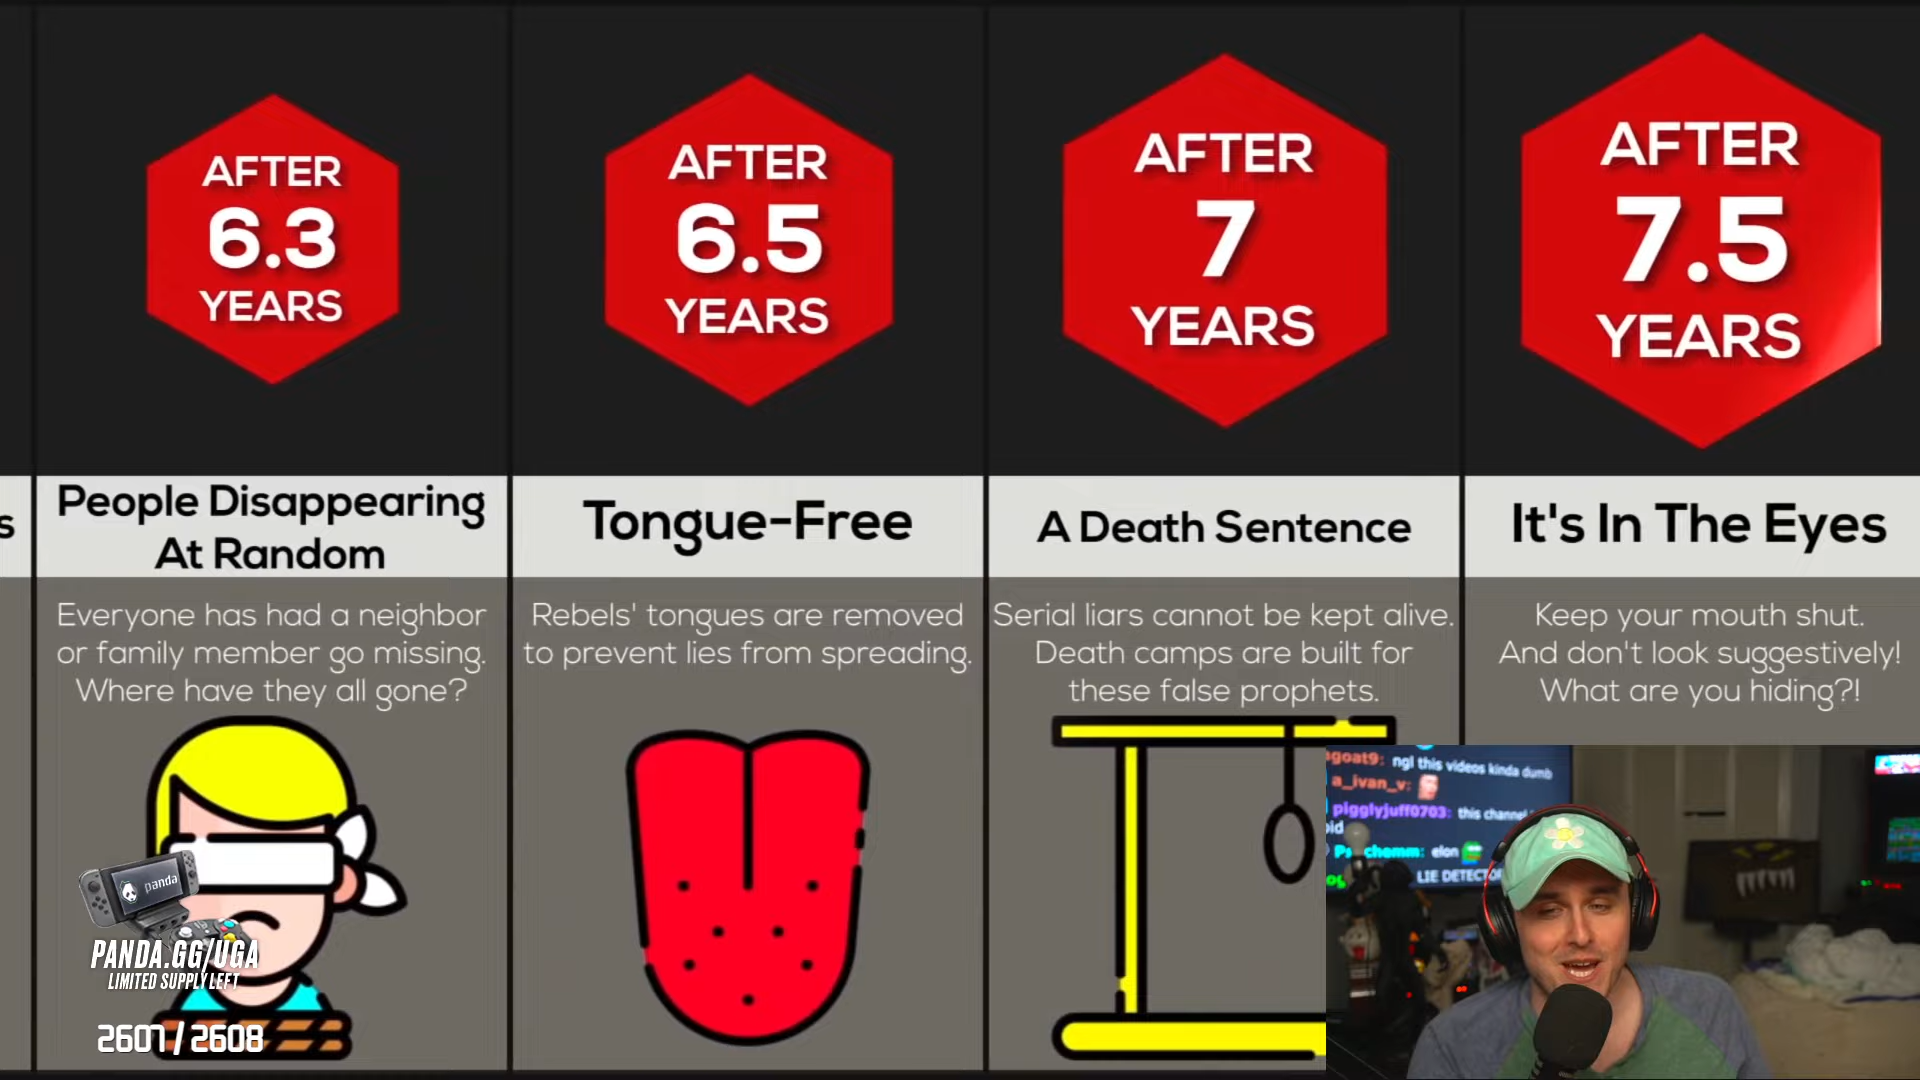 AFTER
6.3
YEARS
AFTER
6.5
YEARS
AFTER
7
YEARS
AFTER
7.5
YEARS
s
People Disappearing
At Random
Tongue-Free
A Death Sentence
It's In The Eyes
Everyone has had a neighbor
or family member go missing.
Where have they all gone?
Rebels' tongues are removed
to prevent lies from spreading.
Serial liars cannot be kept alive.
Death camps are built for
these false prophets.
Keep your mouth shut.
And don't look suggestively!
What are you hiding?!
panda
PANDA.GG/UGA
LIMITED SUPPLY LEFT
2607 / 2608
goat9: ngl this videos kinda dumb
a_ivan_v:
pigglyjuff0703: this channel
elon
LIE DETECTO